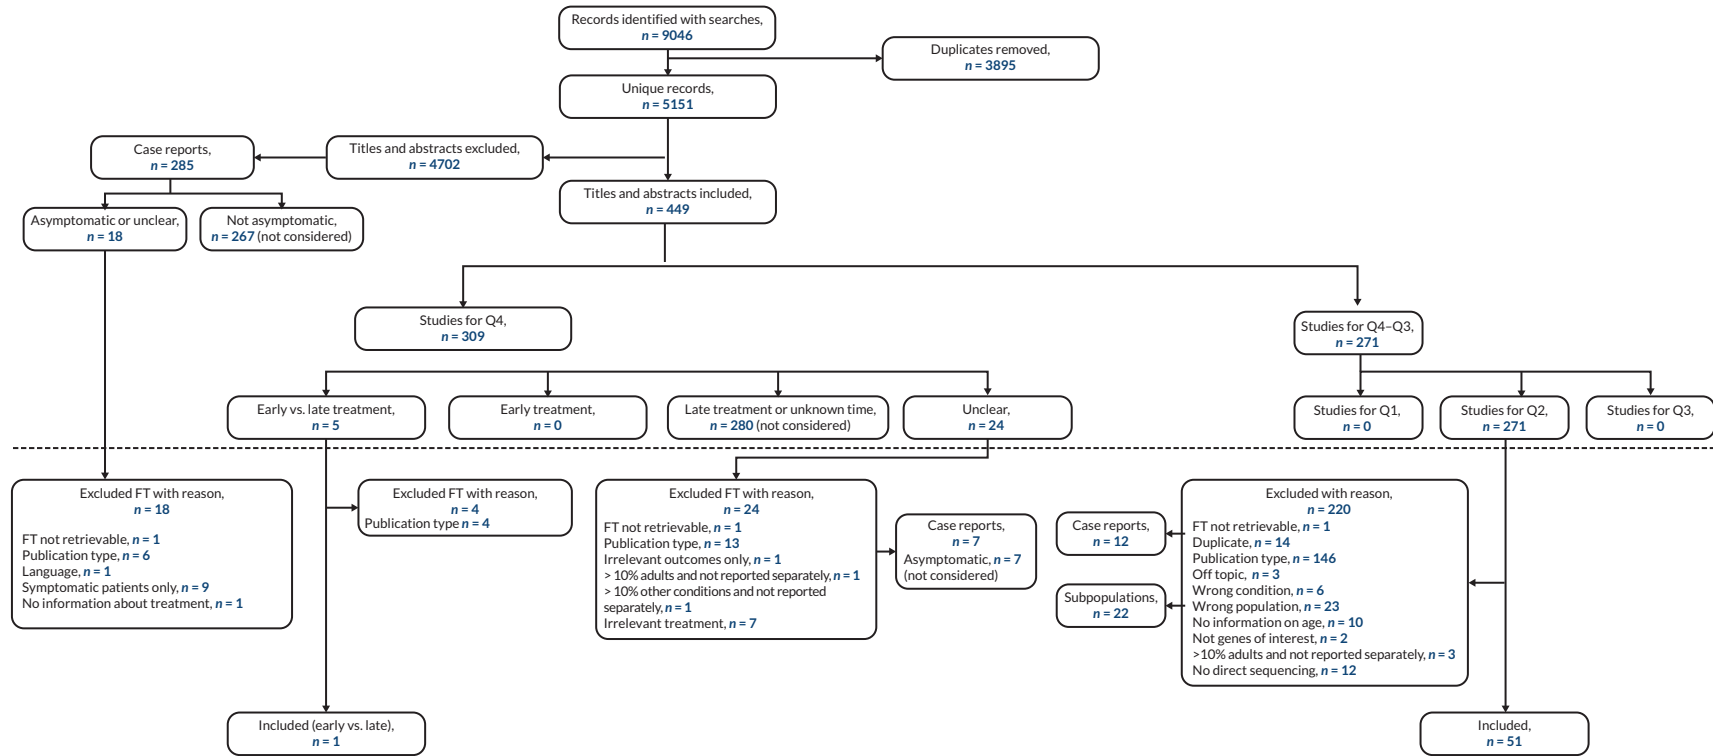 Records identified with searches,
n = 9046
Duplicates removed,
n = 3895
Unique records,
n = 5151
Case reports,
n = 285
Titles and abstracts excluded,
n = 4702
Titles and abstracts included,
n = 449
Asymptomatic or unclear,
n = 18
Not asymptomatic,
n = 267 (not considered)
Studies for Q4,
n = 309
Studies for Q4–Q3,
n = 271
Early vs. late treatment,
n = 5
Early treatment,
n = 0
Late treatment or unknown time,
n = 280 (not considered)
Unclear,
n = 24
Studies for Q1,
n = 0
Studies for Q2,
n = 271
Studies for Q3,
n = 0
Excluded FT with reason,
n = 18
FT not retrievable, n = 1
Publication type, n = 6
Language, n = 1
Symptomatic patients only, n = 9
No information about treatment, n = 1
Excluded FT with reason,
n = 4
Publication type n = 4
Excluded FT with reason,
n = 24
FT not retrievable, n = 1
Publication type, n = 13
Irrelevant outcomes only, n = 1
> 10% adults and not reported separately, n = 1
> 10% other conditions and not reported
separately, n = 1
Irrelevant treatment, n = 7
Case reports,
n = 7
Asymptomatic, n = 7
(not considered)
Case reports,
n = 12
Subpopulations,
n = 22
Excluded with reason,
n = 220
FT not retrievable, n = 1
Duplicate, n = 14
Publication type, n = 146
Off topic, n = 3
Wrong condition, n = 6
Wrong population, n = 23
No information on age, n = 10
Not genes of interest, n = 2
>10% adults and not reported separately, n = 3
No direct sequencing, n = 12
Included (early vs. late),
n = 1
Included,
n = 51